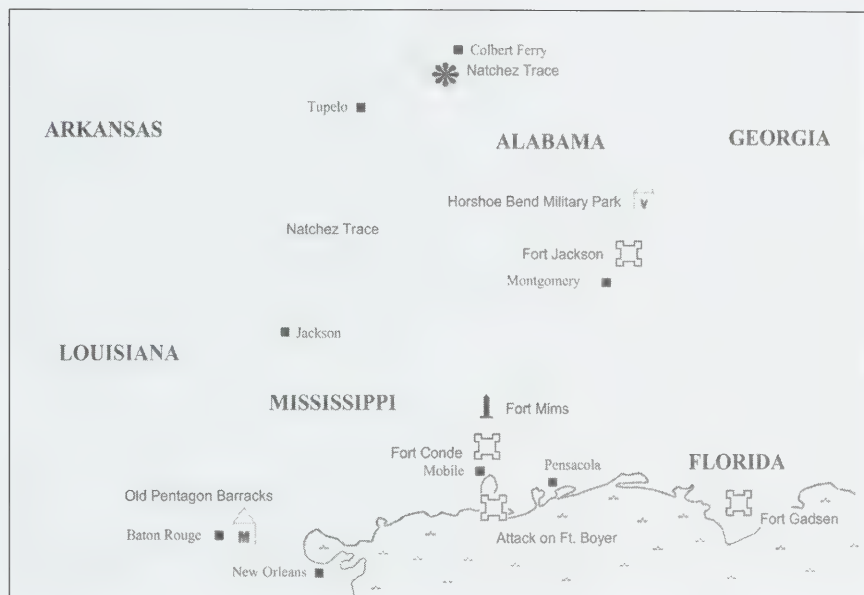 Colbert Ferry
Natchez Trace
Tupelo
ARKANSAS
ALABAMA
GEORGIA
Horshoe Bend Military Park
Natchez Trace
Fort Jackson
Montgomery
Jackson
LOUISIANA
MISSISSIPPI
Fort Mims
Fort Conde
Mobile
Pensacola
FLORIDA
Old Pentagon Barracks
Fort Gadsen
Baton Rouge
M
Attack on Ft. Boyer
New Orleans